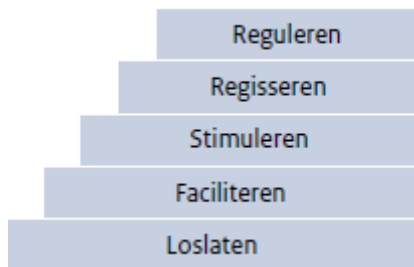 Reguleren
Regisseren
Stimuleren
Faciliteren
Loslaten